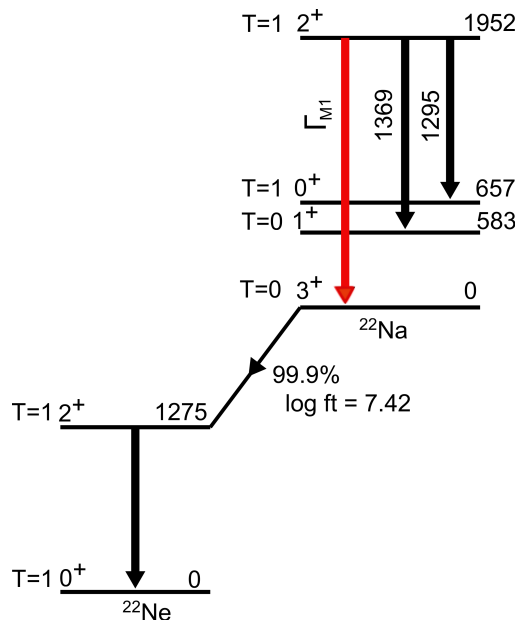 T=1 2+ 1952
ΓM1
1369
1295
T=1 0+ 657
T=0 1+ 583
T=0 3+ 0
22Na
99.9%
log ft = 7.42
T=1 2+ 1275
T=1 0+ 0
22Ne